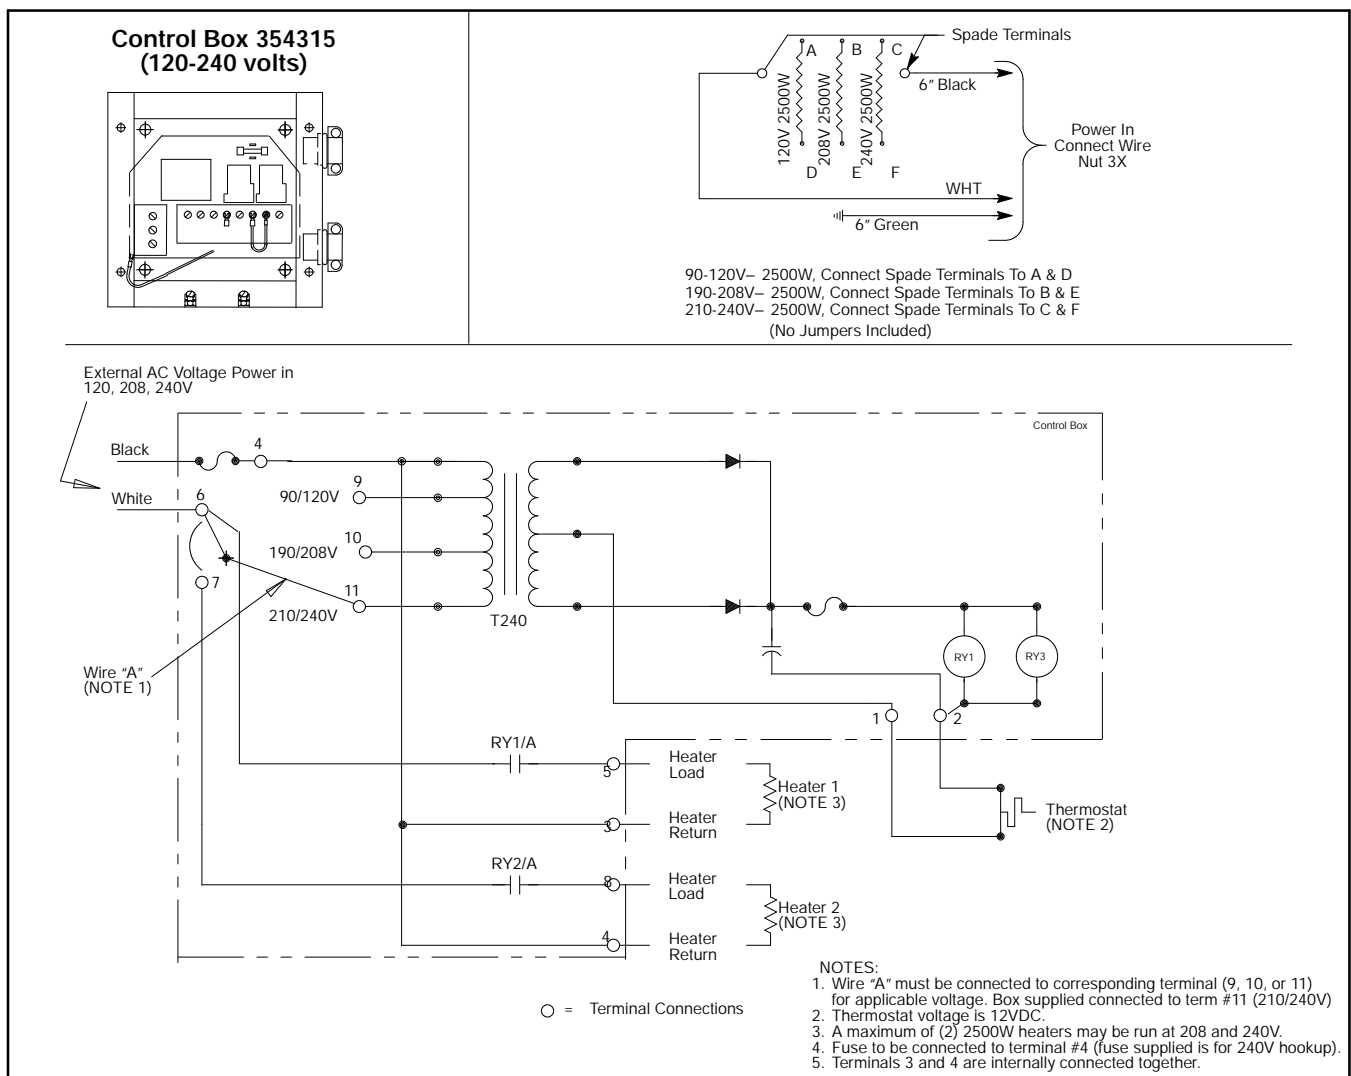 Control Box 354315
(120-240 volts)
Spade Terminals
A
B
C
120V 2500W
208V 2500W
240V 2500W
D
E
F
6” Black
Power In
Connect Wire
Nut 3X
WHT
6” Green
90-120V– 2500W, Connect Spade Terminals To A & D
190-208V– 2500W, Connect Spade Terminals To B & E
210-240V– 2500W, Connect Spade Terminals To C & F
(No Jumpers Included)
External AC Voltage Power in
120, 208, 240V
Control Box
Black
4
White
6
9
90/120V
10
190/208V
7
11
210/240V
T240
Wire “A”
(NOTE 1)
RY1
RY3
1
2
RY1/A
5
Heater
Load
Heater 1
(NOTE 3)
3
Heater
Return
Thermostat
(NOTE 2)
RY2/A
8
Heater
Load
Heater 2
(NOTE 3)
4
Heater
Return
= Terminal Connections
NOTES:
1. Wire “A” must be connected to corresponding terminal (9, 10, or 11)
for applicable voltage. Box supplied connected to term #11 (210/240V)
2. Thermostat voltage is 12VDC.
3. A maximum of (2) 2500W heaters may be run at 208 and 240V.
4. Fuse to be connected to terminal #4 (fuse supplied is for 240V hookup).
5. Terminals 3 and 4 are internally connected together.